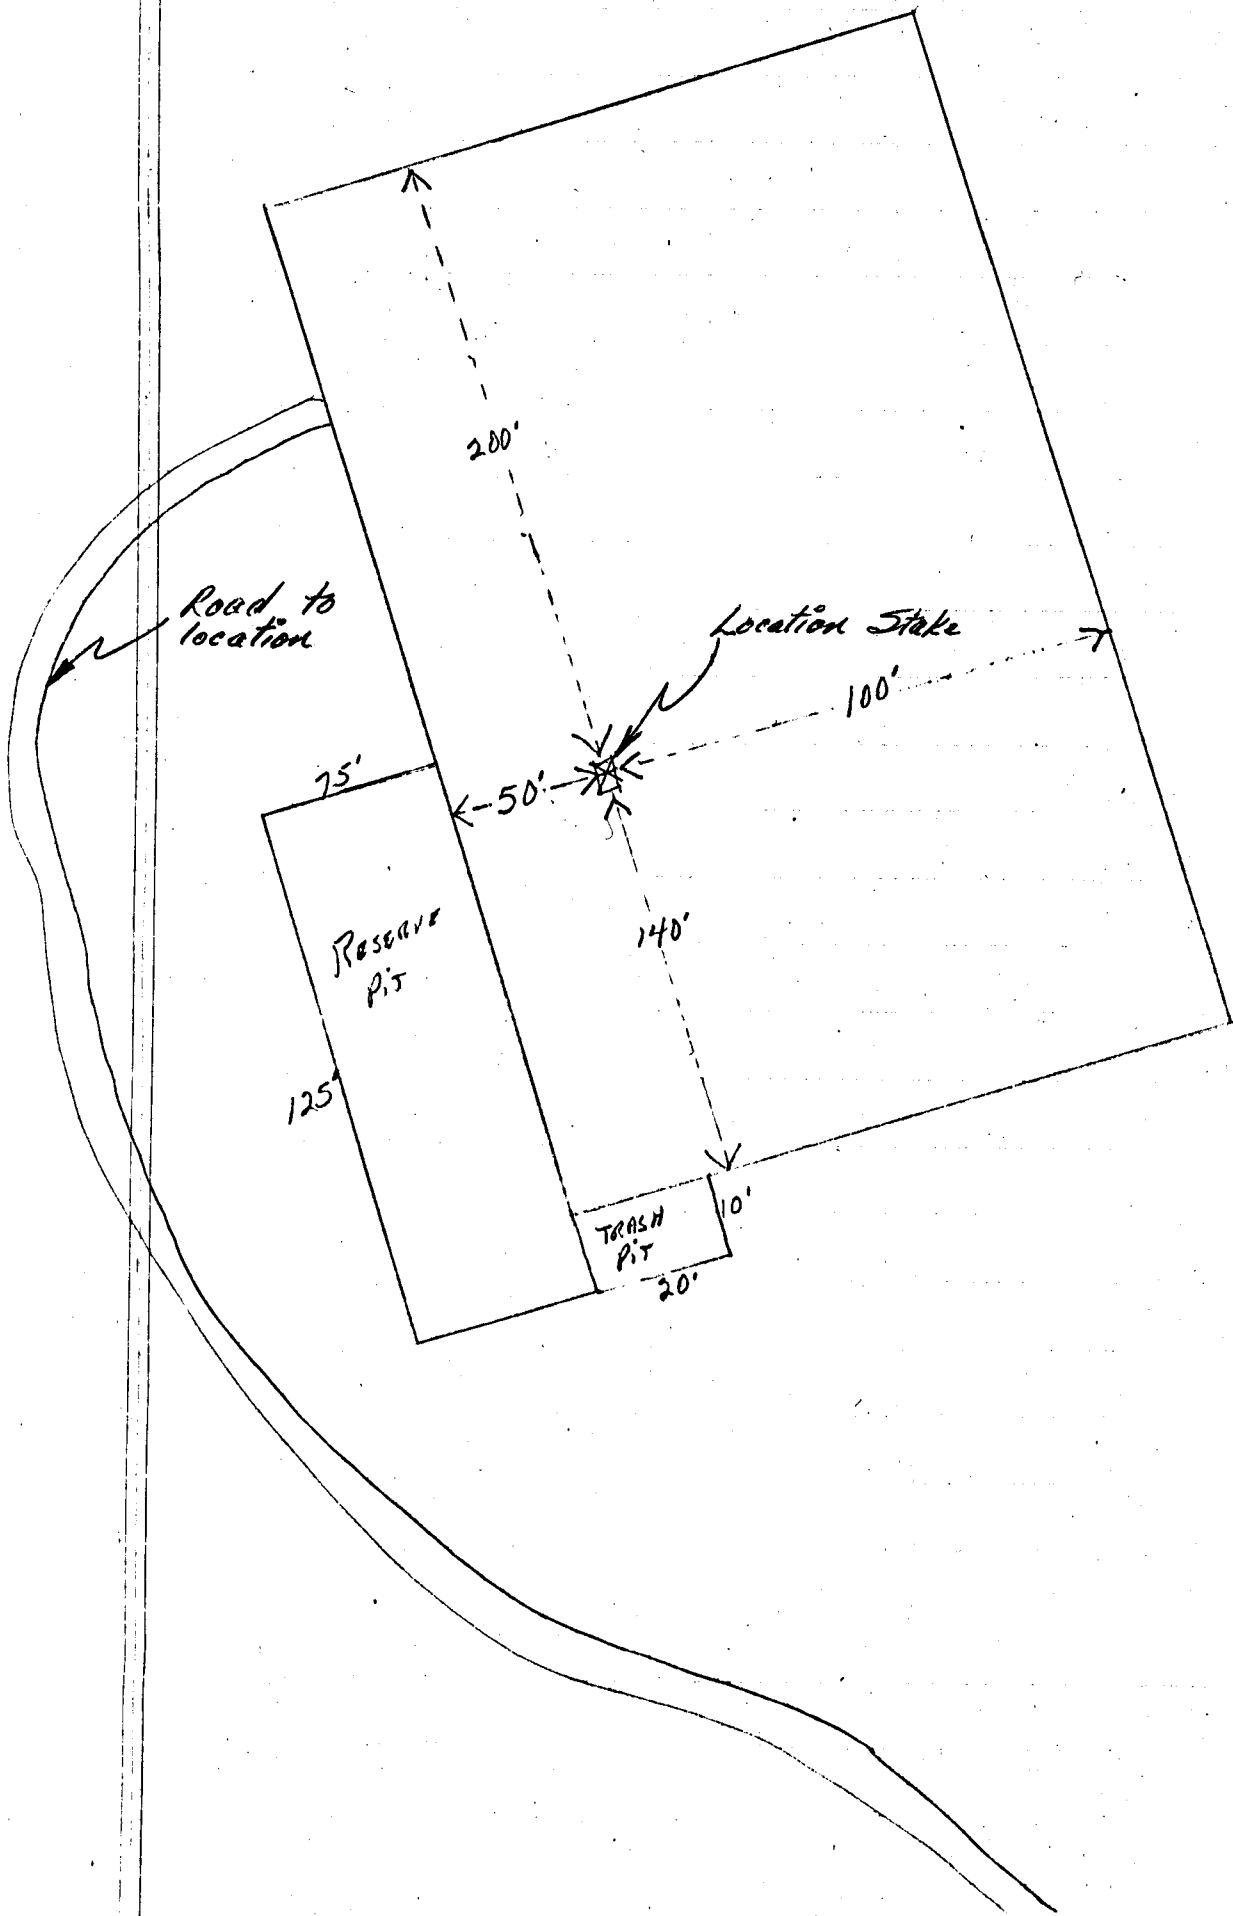 200'
Road to
location
Location Stake
100'
75'
50'
RESERVE
PiT
140'
125'
10'
TRASH
PiT
20'